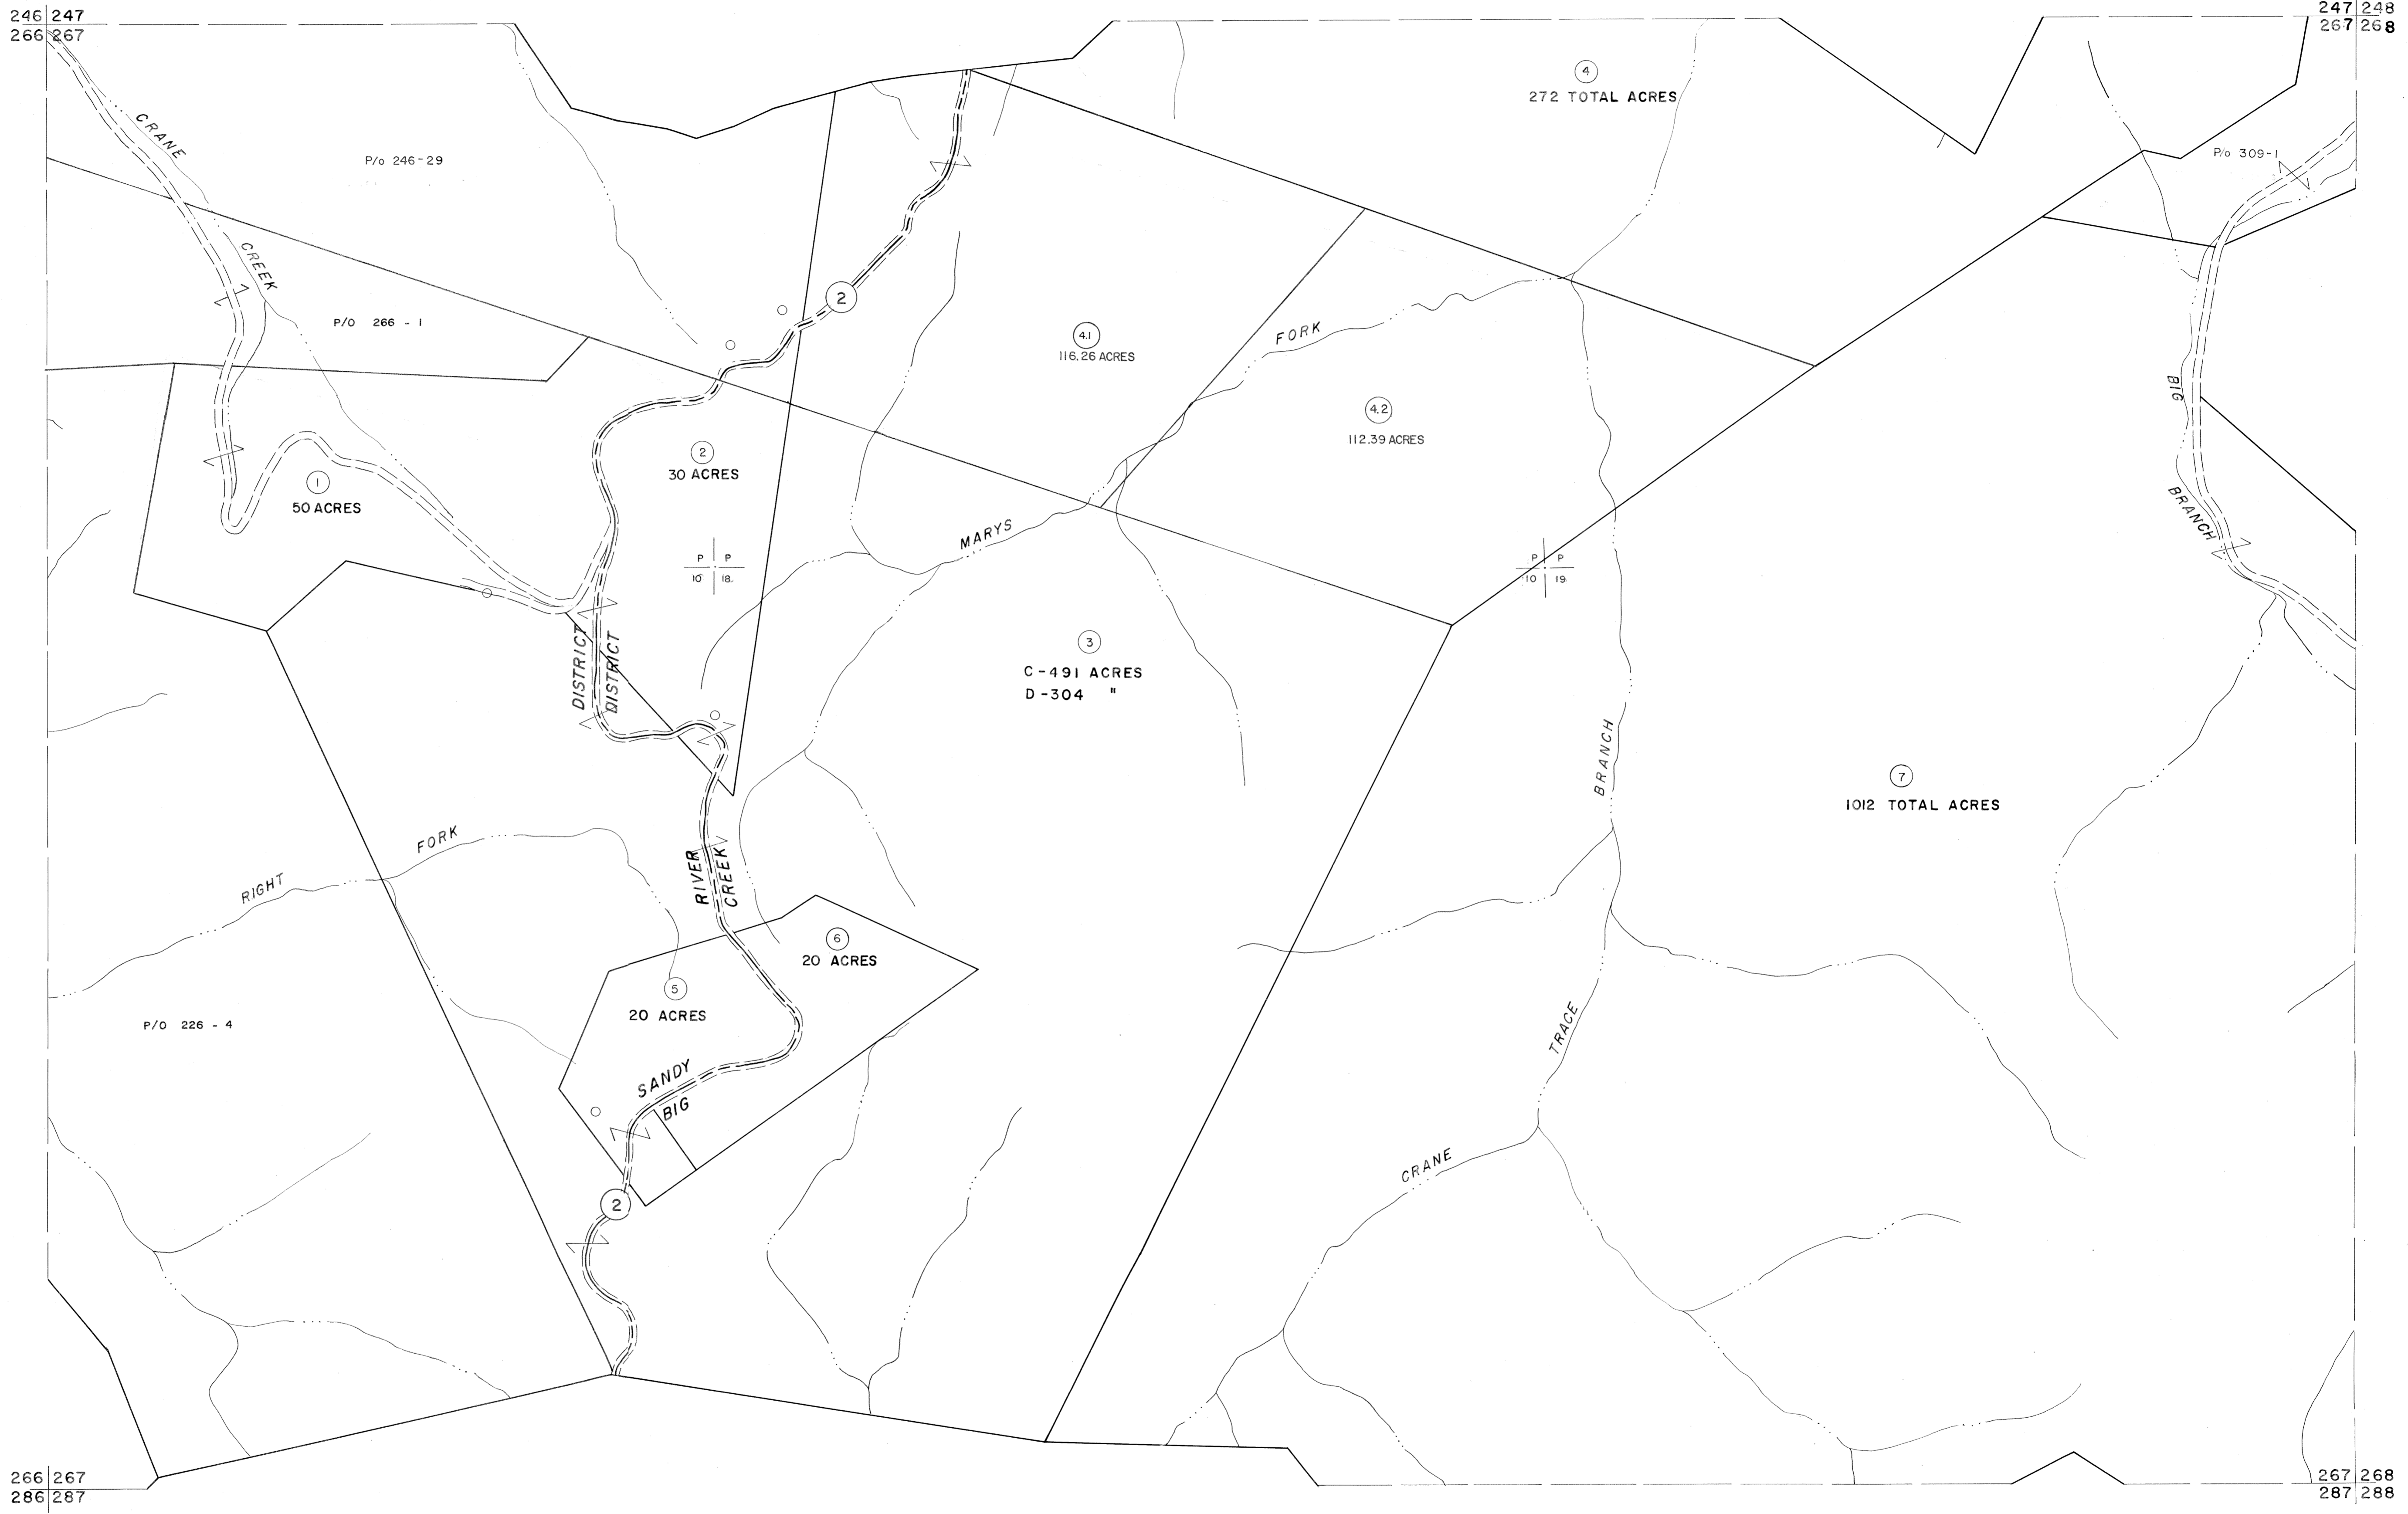 246 247
266 267
247 248
267 268
4
272 TOTAL ACRES
CRANE
CREEK
P/o 246-29
P/o 309-1
P/O 266 - 1
2
4.1
116.26 ACRES
FORK
4.2
112.39 ACRES
BIG
BRANCH
2
30 ACRES
1
50 ACRES
MARYS
P P
10 18
P P
10 19
DISTRICT
DISTRICT
3
C-491 ACRES
D-304 "
BRANCH
7
1012 TOTAL ACRES
FORK
RIGHT
RIVER
CREEK
6
20 ACRES
5
20 ACRES
P/O 226 - 4
TRACE
SANDY
BIG
CRANE
2
266 267
286 287
267 268
287 288